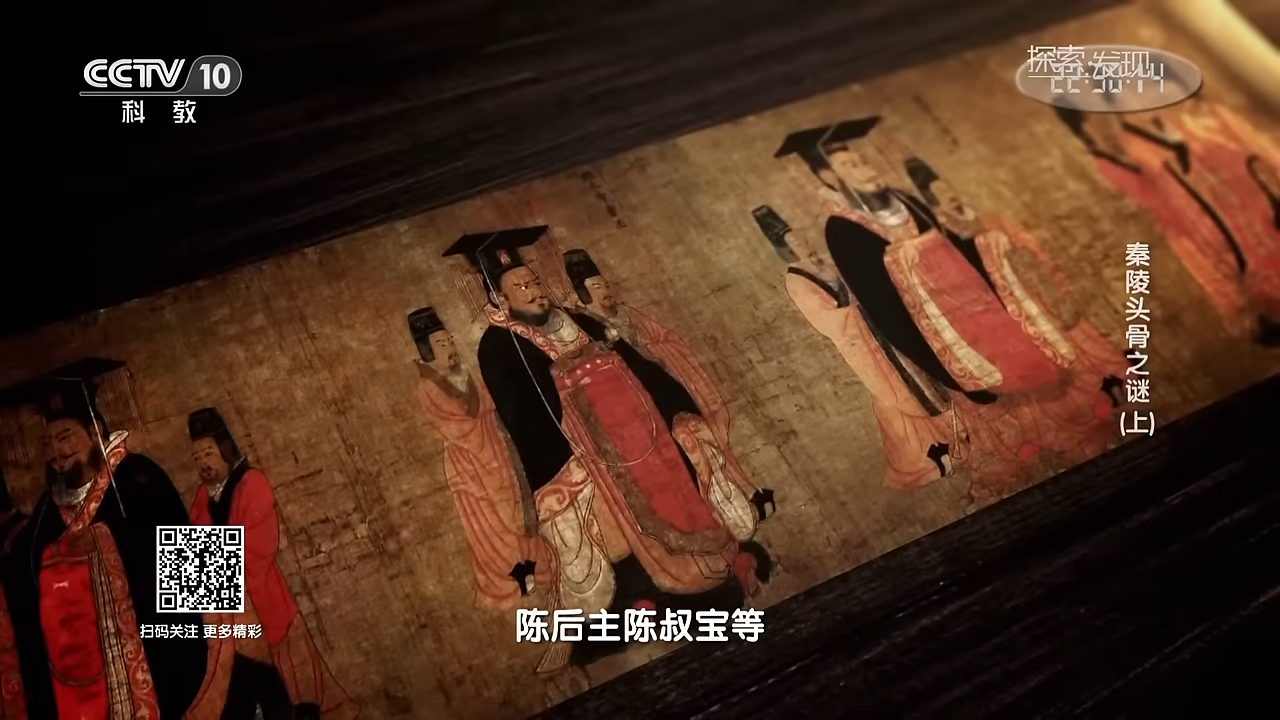 CCTV 10
科教
探索·发现
秦陵头骨之谜(上)
扫码关注 更多精彩
陈后主陈叔宝等